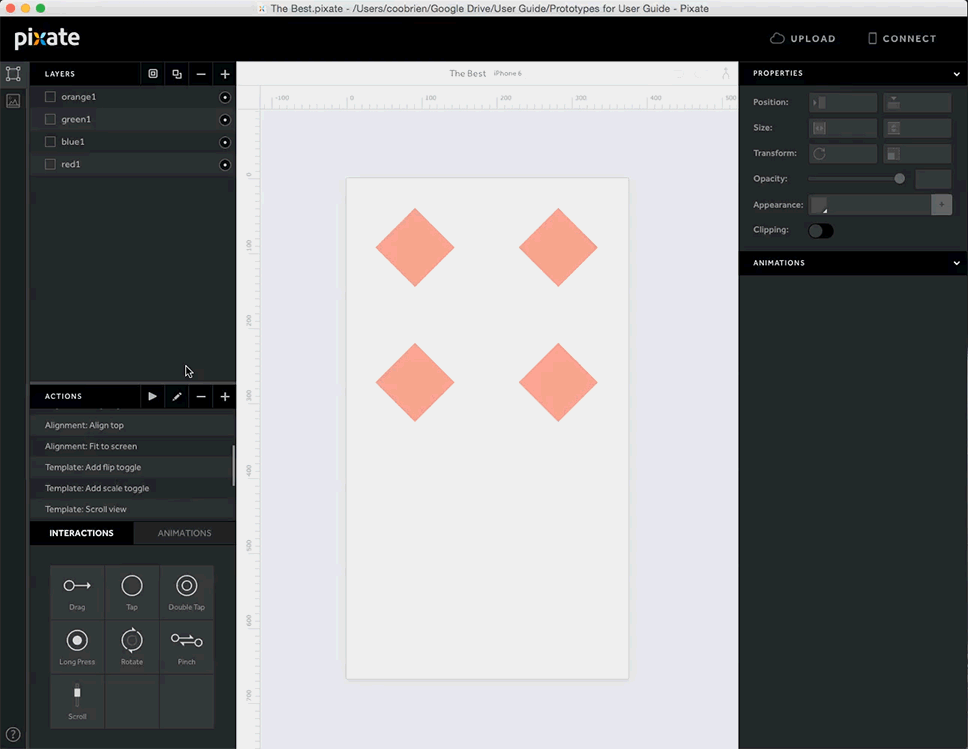 The Best.pixate - /Users/coobrien/Google Drive/User Guide/Prototypes for User Guide - Pixate
pixate
UPLOAD
CONNECT
LAYERS
orange1
green1
blue1
red1
ACTIONS
Alignment: Align top
Alignment: Fit to screen
Template: Add flip toggle
Template: Add scale toggle
Template: Scroll view
INTERACTIONS
ANIMATIONS
Drag
Tap
Double Tap
Long Press
Rotate
Pinch
Scroll
?
The Best iPhone 6
-100 0 100 200 300 400 500
0
100
200
300
400
500
600
700
PROPERTIES
Position:
Size:
Transform:
Opacity:
Appearance:
Clipping:
ANIMATIONS